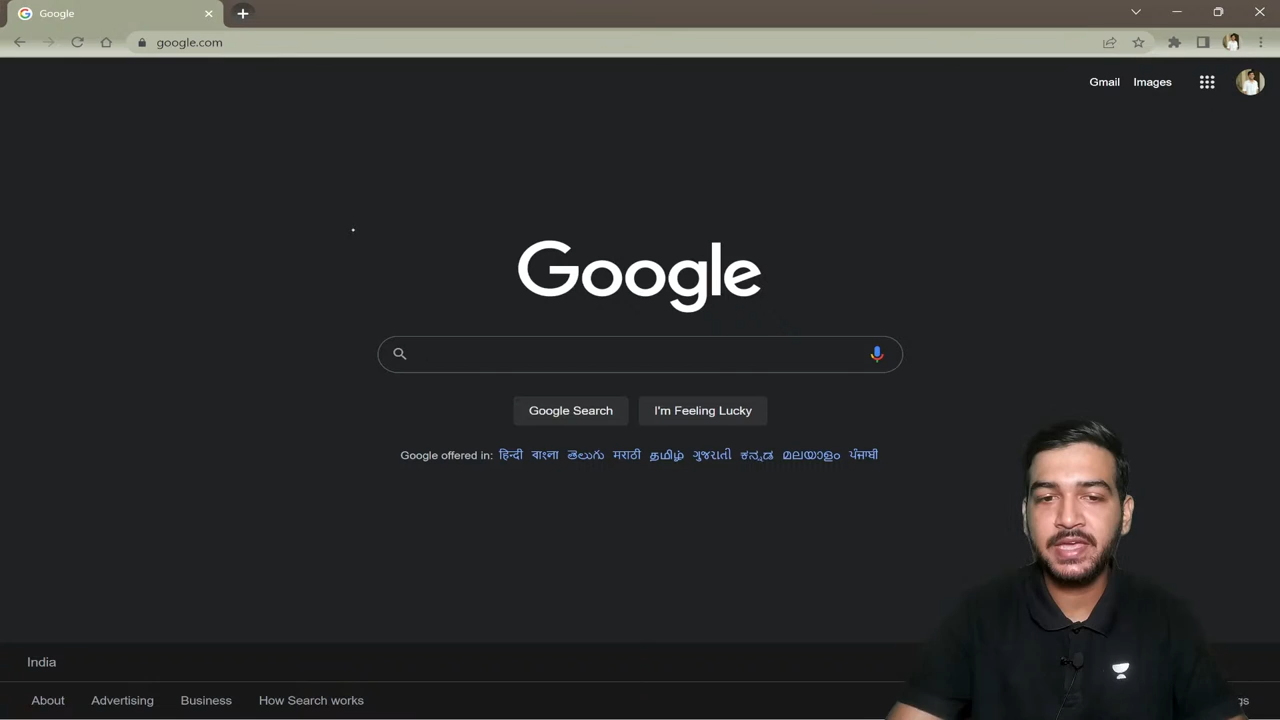 Google
google.com
Gmail Images
Google
Google Search I'm Feeling Lucky
Google offered in: हिन्दी বাংলা తెలుగు मराठी தமிழ் ગુજરાતી ಕನ್ನಡ മലയാളം ਪੰਜਾਬੀ
India
About Advertising Business How Search works